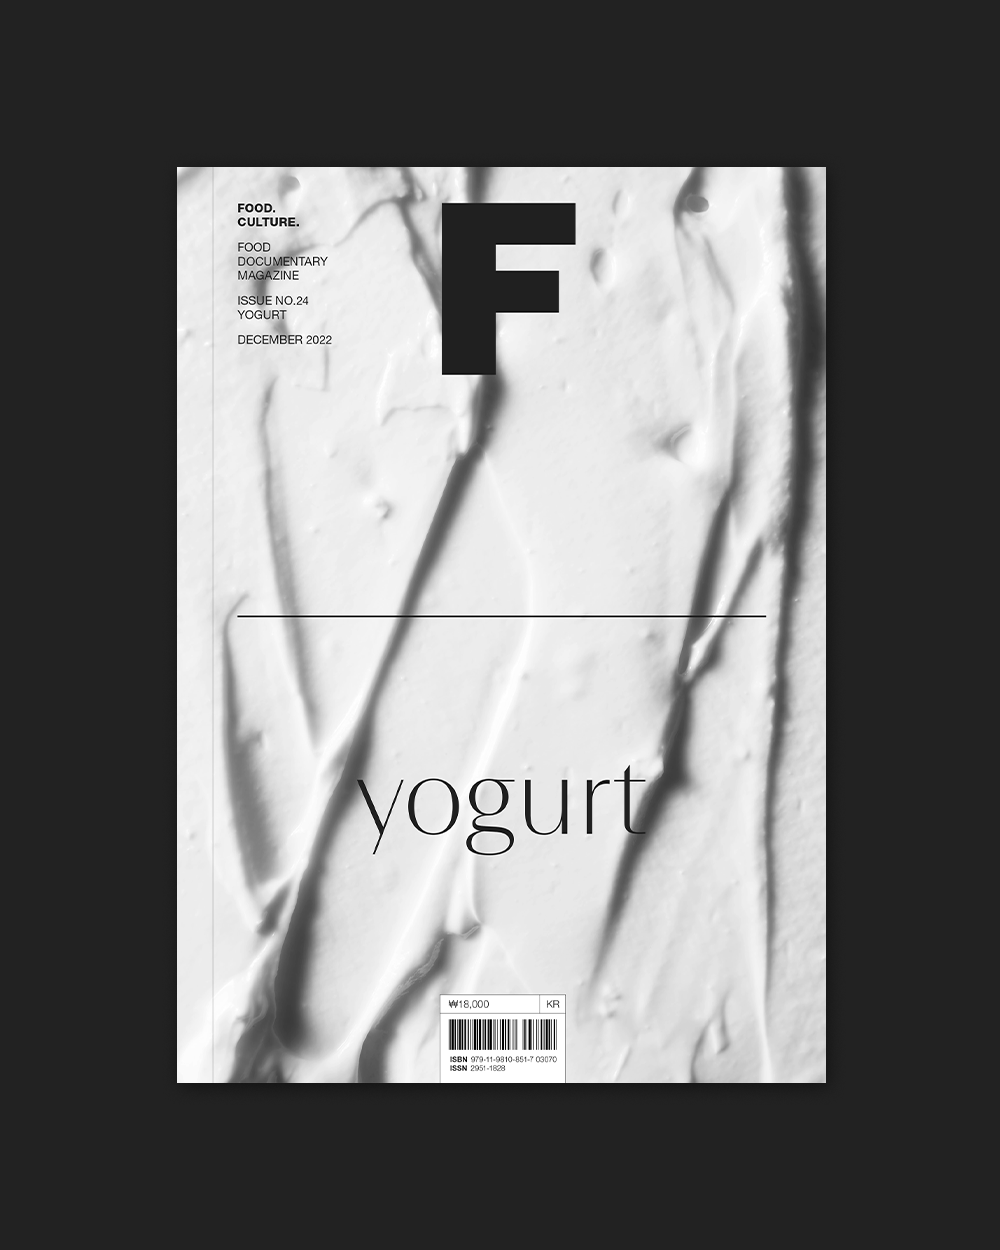 FOOD.
CULTURE.
FOOD
DOCUMENTARY
MAGAZINE
ISSUE NO.24
YOGURT
DECEMBER 2022
F
yogurt
₩18,000 KR
ISBN 979-11-9810-851-7 03070
ISSN 2951-1828